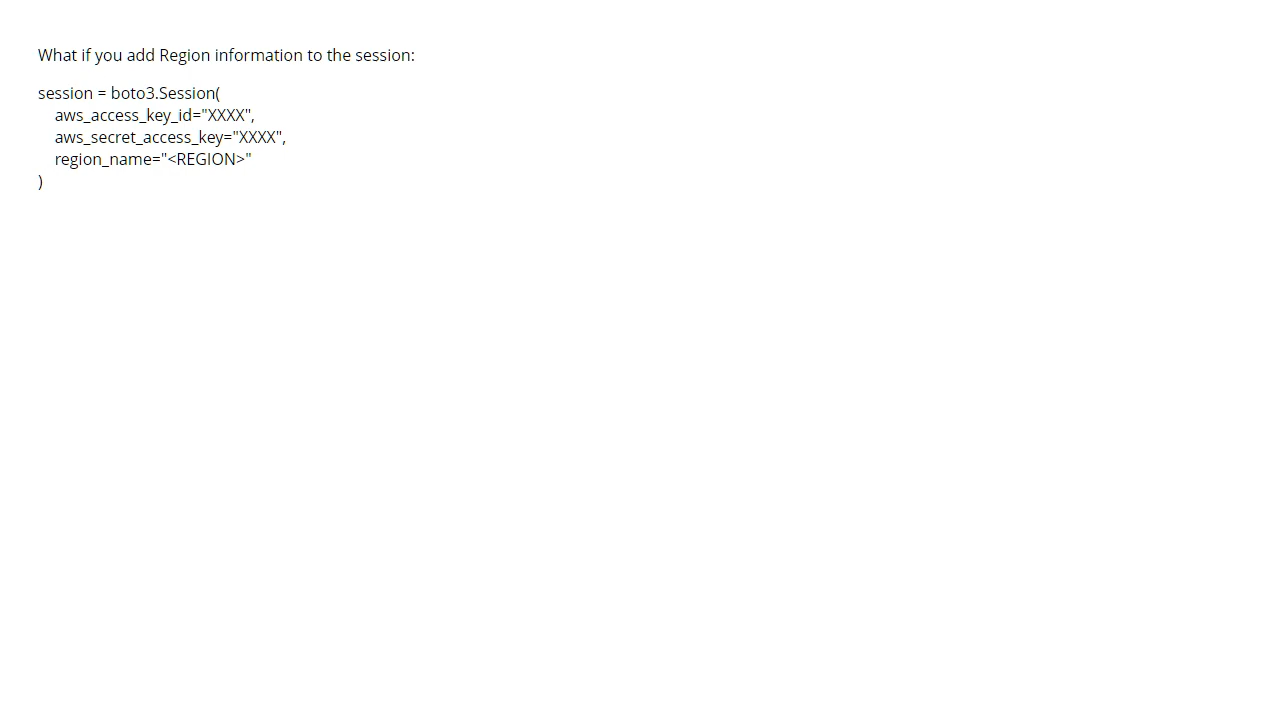 What if you add Region information to the session:
session = boto3.Session(
    aws_access_key_id="XXXX",
    aws_secret_access_key="XXXX",
    region_name="<REGION>"
)